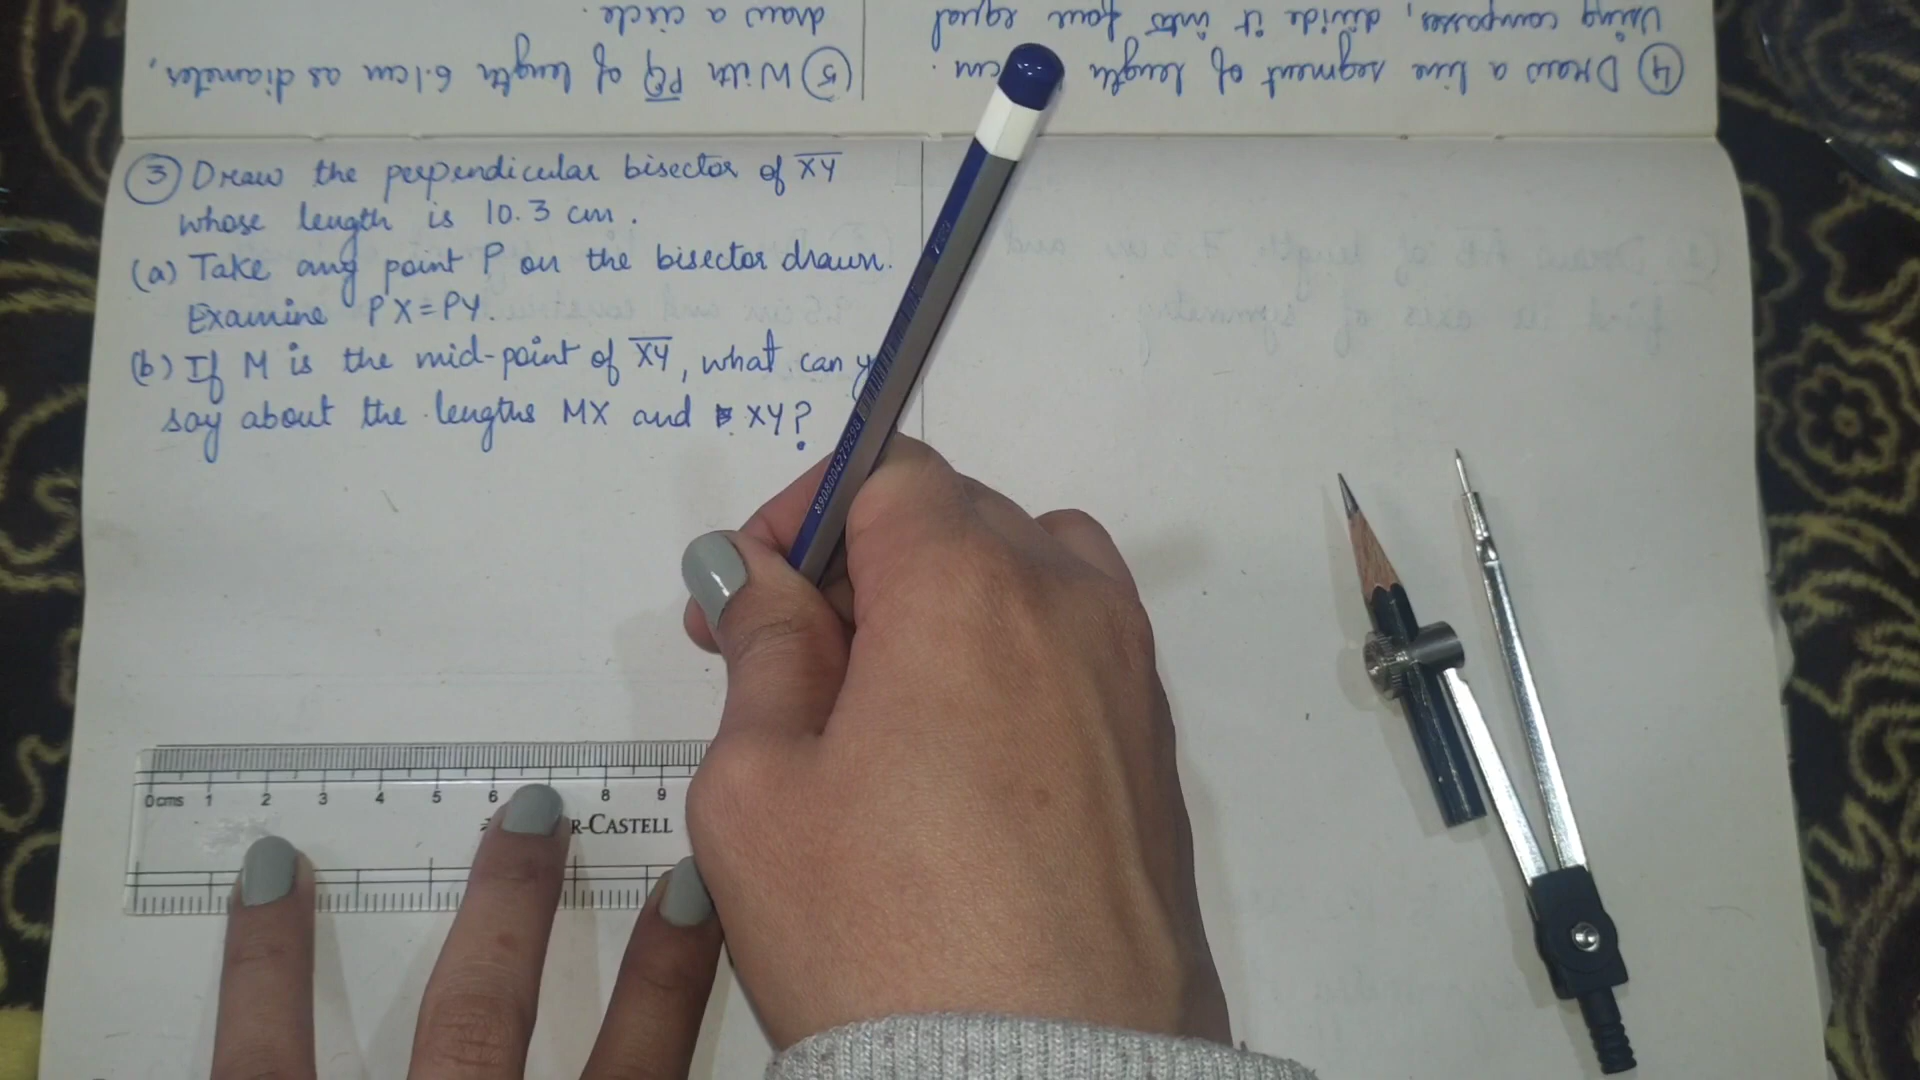 ③ Draw the perpendicular bisector of XY
whose length is 10.3 cm.
(a) Take any point P on the bisector drawn.
Examine PX = PY.
(b) If M is the mid-point of XY, what can
say about the lengths MX and XY?
④ Draw a line segment of length cm.
Using compasses, divide it into four equal
⑤ With PQ of length 6.1cm as diameter,
draw a circle.
8908004279298
0cms 1 2 3 4 5 6 8 9
R-CASTELL